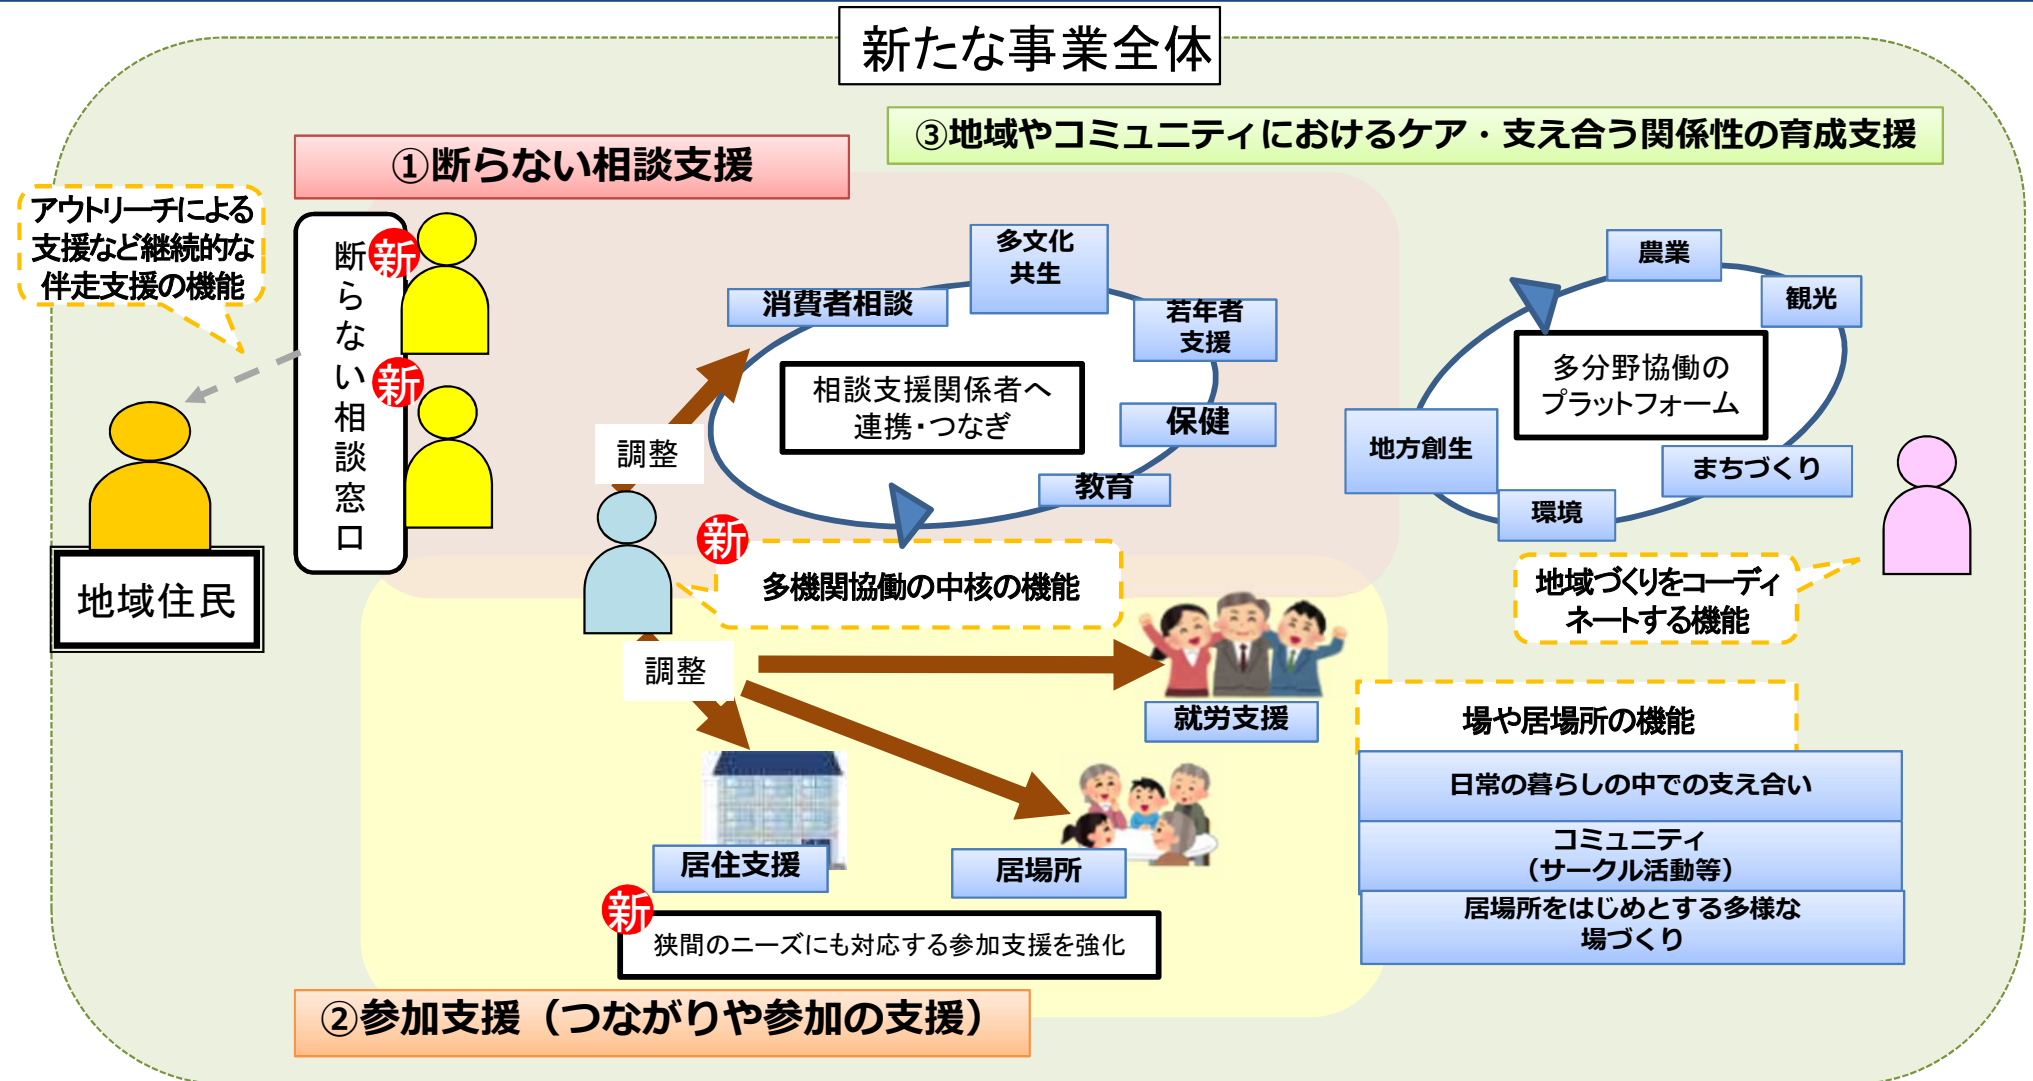 新たな事業全体
③地域やコミュニティにおけるケア・支え合う関係性の育成支援
①断らない相談支援
アウトリーチによる
支援など継続的な
伴走支援の機能
断らない相談窓口
新
新
地域住民
多文化
共生
消費者相談
若年者
支援
相談支援関係者へ
連携・つなぎ
保健
教育
調整
新
多機関協働の中核の機能
農業
観光
多分野協働の
プラットフォーム
地方創生
まちづくり
環境
地域づくりをコーディ
ネートする機能
調整
就労支援
居住支援
居場所
新
狭間のニーズにも対応する参加支援を強化
②参加支援（つながりや参加の支援）
場や居場所の機能
日常の暮らしの中での支え合い
コミュニティ
（サークル活動等）
居場所をはじめとする多様な
場づくり